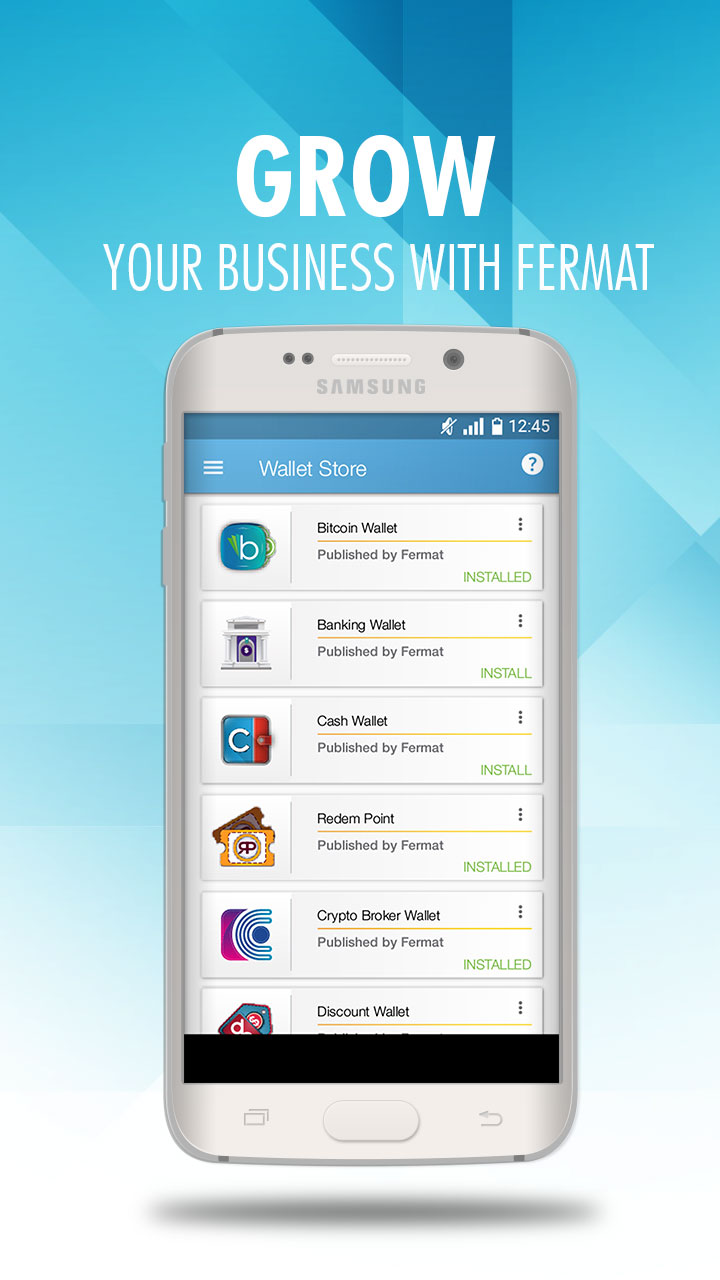 GROW
YOUR BUSINESS WITH FERMAT
SAMSUNG
12:45
Wallet Store
?
b
Bitcoin Wallet
Published by Fermat
INSTALLED
$
Banking Wallet
Published by Fermat
INSTALL
C
Cash Wallet
Published by Fermat
INSTALL
RP
Redem Point
Published by Fermat
INSTALLED
Crypto Broker Wallet
Published by Fermat
INSTALLED
Discount Wallet